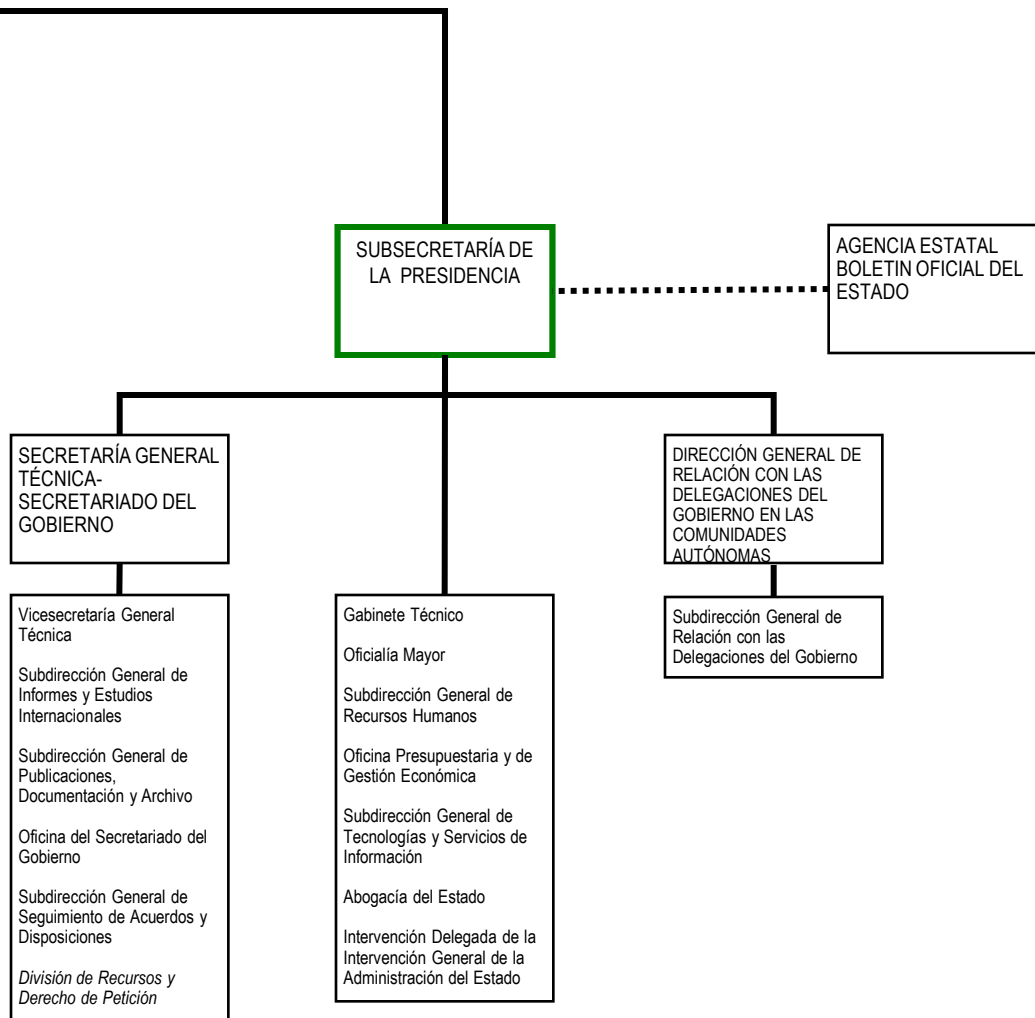 SUBSECRETARÍA DE
LA PRESIDENCIA
AGENCIA ESTATAL
BOLETIN OFICIAL DEL
ESTADO
SECRETARÍA GENERAL
TÉCNICA-
SECRETARIADO DEL
GOBIERNO
DIRECCIÓN GENERAL DE
RELACIÓN CON LAS
DELEGACIONES DEL
GOBIERNO EN LAS
COMUNIDADES
AUTÓNOMAS
Vicesecretaría General
Técnica
Subdirección General de
Informes y Estudios
Internacionales
Subdirección General de
Publicaciones,
Documentación y Archivo
Oficina del Secretariado del
Gobierno
Subdirección General de
Seguimiento de Acuerdos y
Disposiciones
División de Recursos y
Derecho de Petición
Gabinete Técnico
Oficialía Mayor
Subdirección General de
Recursos Humanos
Oficina Presupuestaria y de
Gestión Económica
Subdirección General de
Tecnologías y Servicios de
Información
Abogacía del Estado
Intervención Delegada de la
Intervención General de la
Administración del Estado
Subdirección General de
Relación con las
Delegaciones del Gobierno